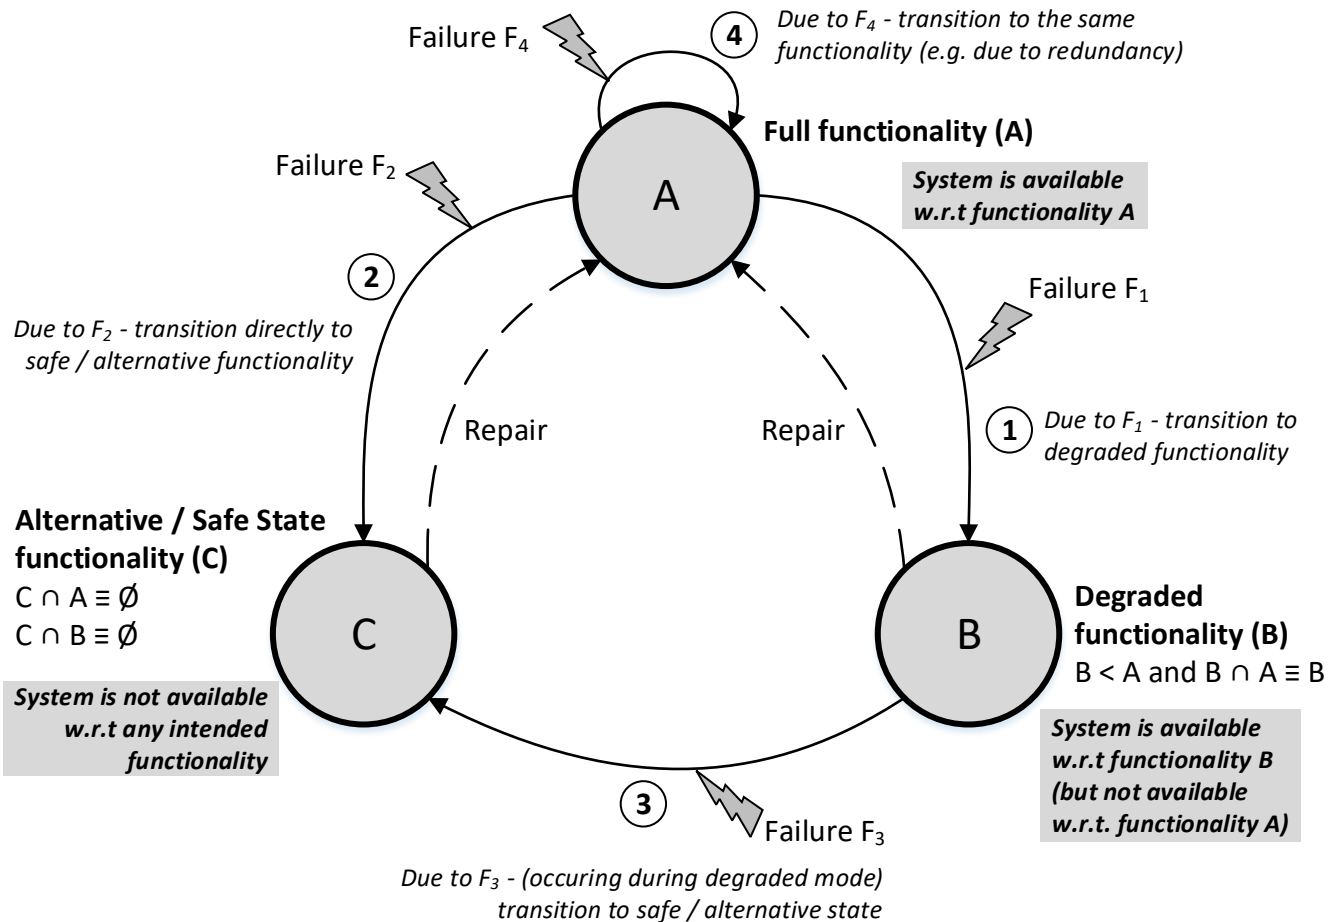 Failure F₄
4
Due to F₄ - transition to the same
functionality (e.g. due to redundancy)
A
Full functionality (A)
System is available
w.r.t functionality A
Failure F₂
2
Due to F₂ - transition directly to
safe / alternative functionality
Failure F₁
1
Due to F₁ - transition to
degraded functionality
Repair
Repair
Alternative / Safe State
functionality (C)
C ∩ A ≡ Ø
C ∩ B ≡ Ø
System is not available
w.r.t any intended
functionality
C
B
Degraded
functionality (B)
B < A and B ∩ A ≡ B
System is available
w.r.t functionality B
(but not available
w.r.t. functionality A)
3
Failure F₃
Due to F₃ - (occuring during degraded mode)
transition to safe / alternative state